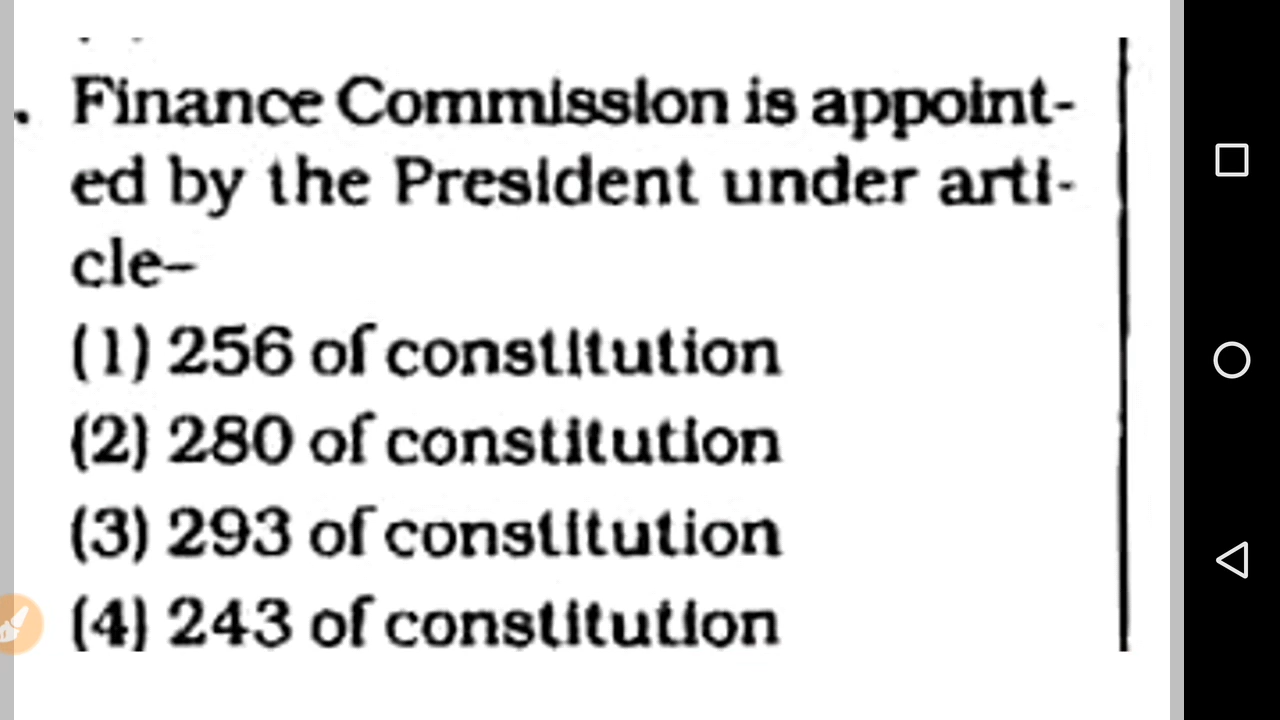 . Finance Commission is appoint-
ed by the President under arti-
cle–
(1) 256 of constitution
(2) 280 of constitution
(3) 293 of constitution
(4) 243 of constitution